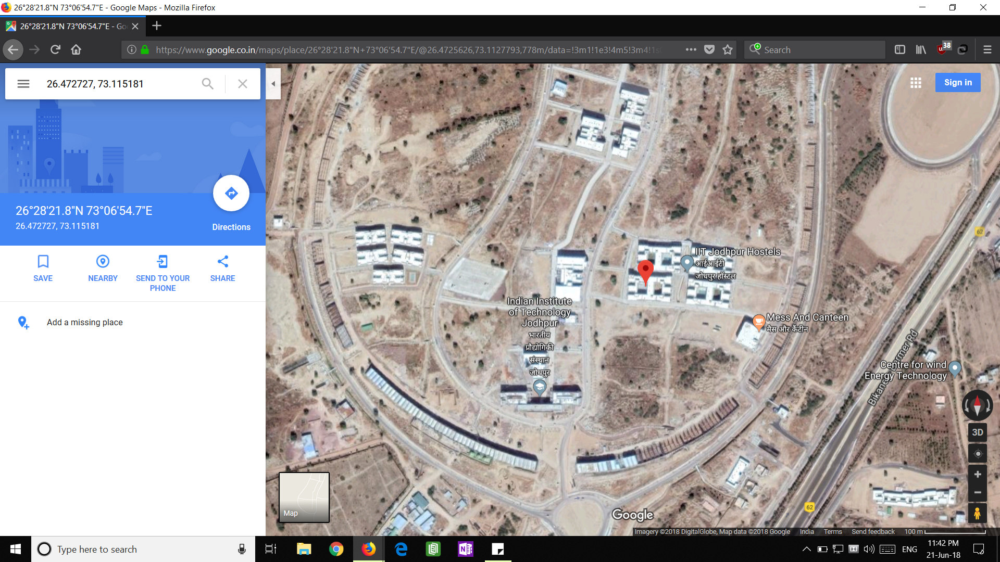 26°28'21.8"N 73°06'54.7"E - Google Maps - Mozilla Firefox
26°28'21.8"N 73°06'54.7"E - Go
https://www.google.co.in/maps/place/26°28'21.8"N+73°06'54.7"E/@26.4725626,73.1127793,778m/data=!3m1!1e3!4m5!3m4!1s
Search
38
26.472727, 73.115181
Sign in
26°28'21.8"N 73°06'54.7"E
26.472727, 73.115181
Directions
SAVE
NEARBY
SEND TO YOUR
PHONE
SHARE
Add a missing place
62
IIT Jodhpur Hostels
आईआईटी
जोधपुर हॉस्टल
Indian Institute
of Technology
Jodhpur
भारतीय
प्रौद्योगिकी
संस्थान
जोधपुर
Mess And Canteen
मैस और कैंटीन
Centre for wind
Energy Technology
3D
62
Map
Google
Imagery ©2018 DigitalGlobe, Map data ©2018 Google India Terms Send feedback 100 m
Type here to search
ENG
11:42 PM
21-Jun-18